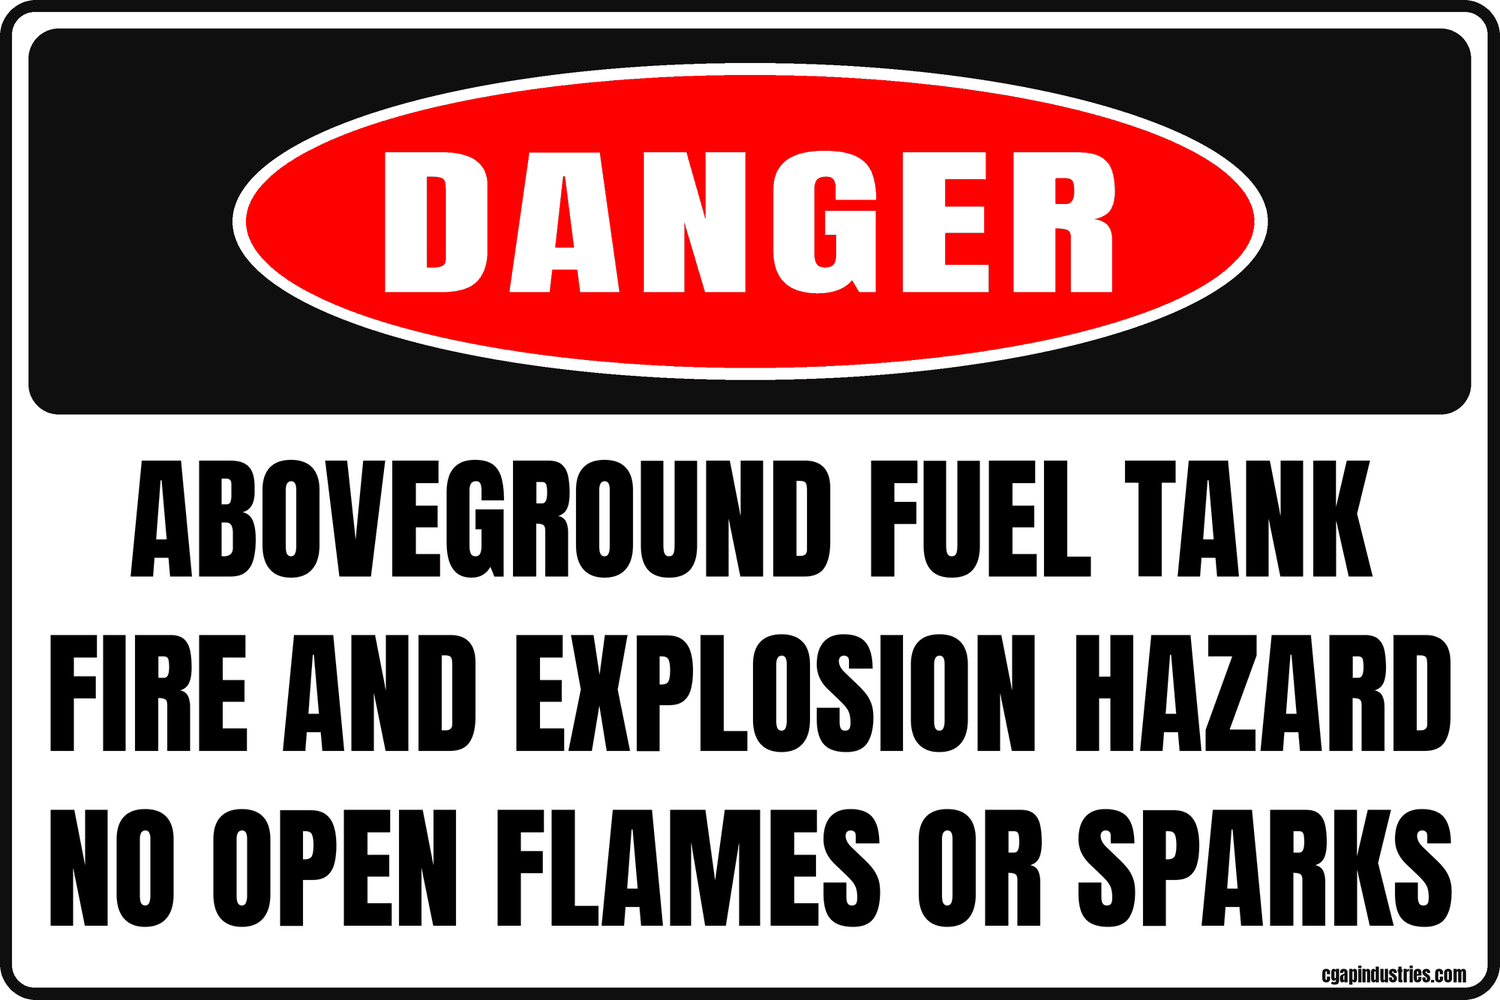 DANGER
ABOVEGROUND FUEL TANK
FIRE AND EXPLOSION HAZARD
NO OPEN FLAMES OR SPARKS
cgapindustries.com